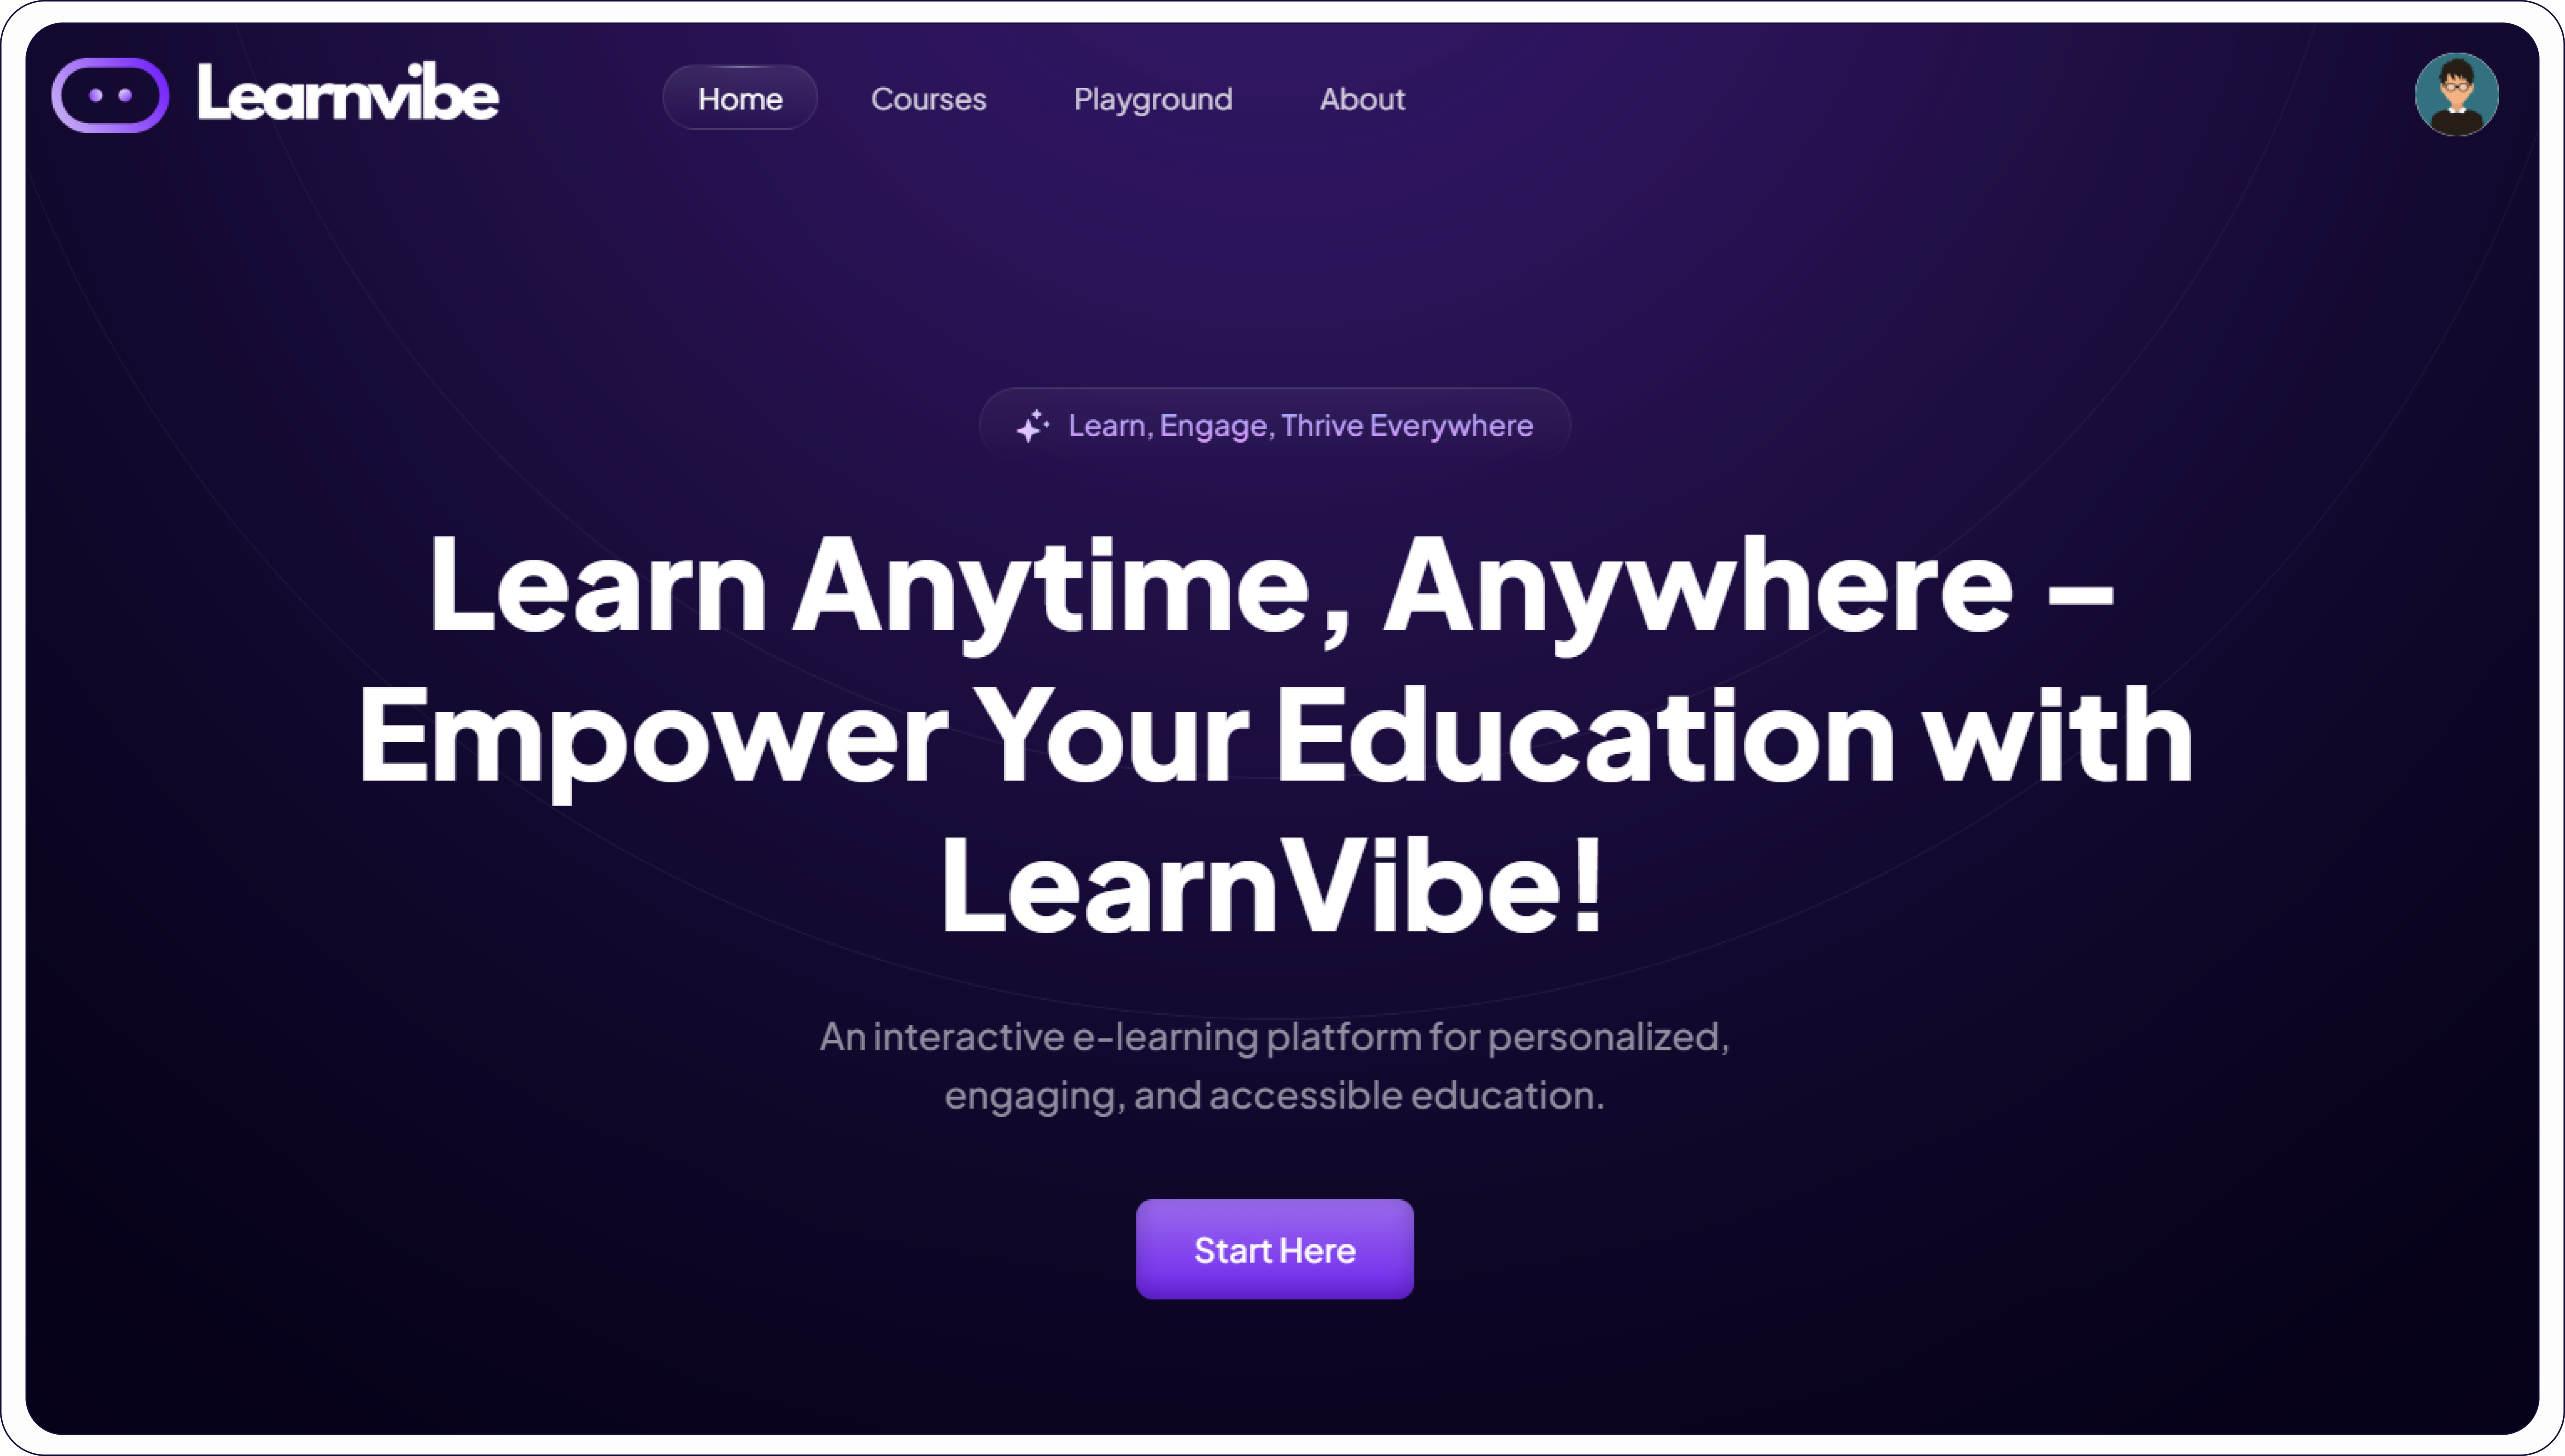 Learnvibe
Home
Courses
Playground
About
Learn, Engage, Thrive Everywhere
Learn Anytime, Anywhere –
Empower Your Education with
LearnVibe!
An interactive e-learning platform for personalized,
engaging, and accessible education.
Start Here